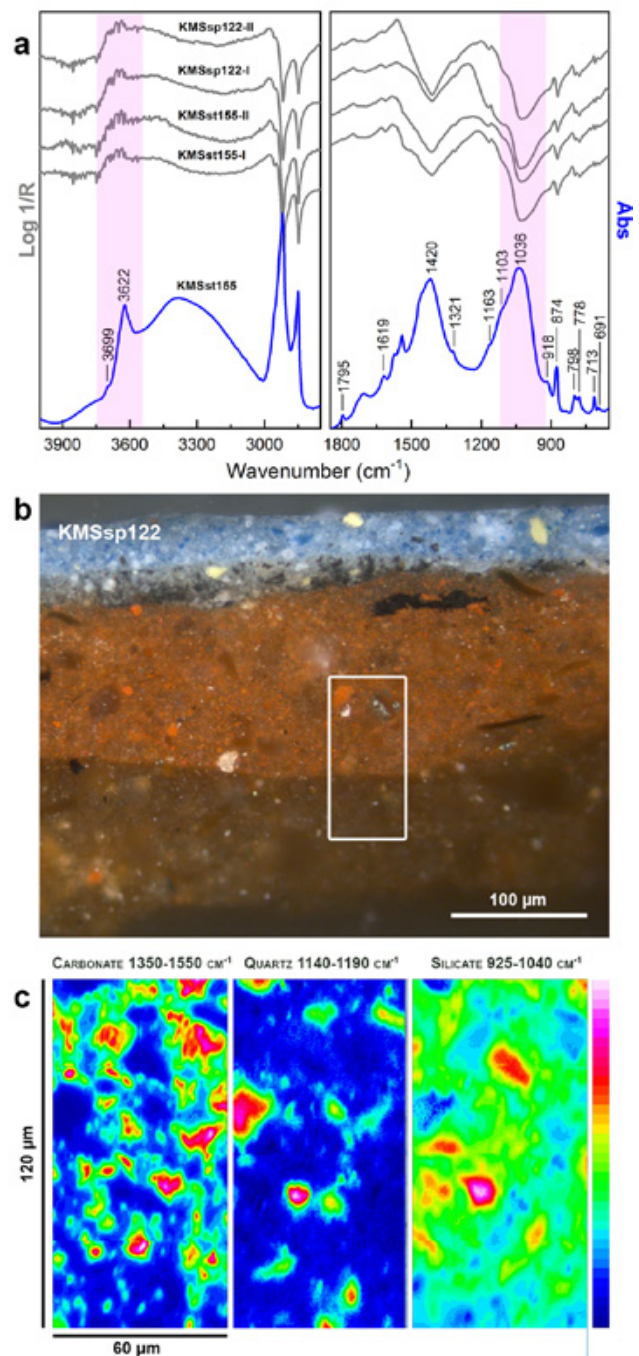 a
KMSsp122-II
KMSsp122-I
KMSst155-II
KMSst155-I
Log 1/R
Abs
KMSst155
3699
3622
1795
1619
1420
1321
1163
1103
1036
918
874
798
778
713
691
3900 3600 3300 3000 1850 1500 1200 900
Wavenumber (cm-1)
b
KMSsp122
100 µm
CARBONATE 1350-1550 CM-1 QUARTZ 1140-1190 CM-1 SILICATE 925-1040 CM-1
c
120 µm
60 µm